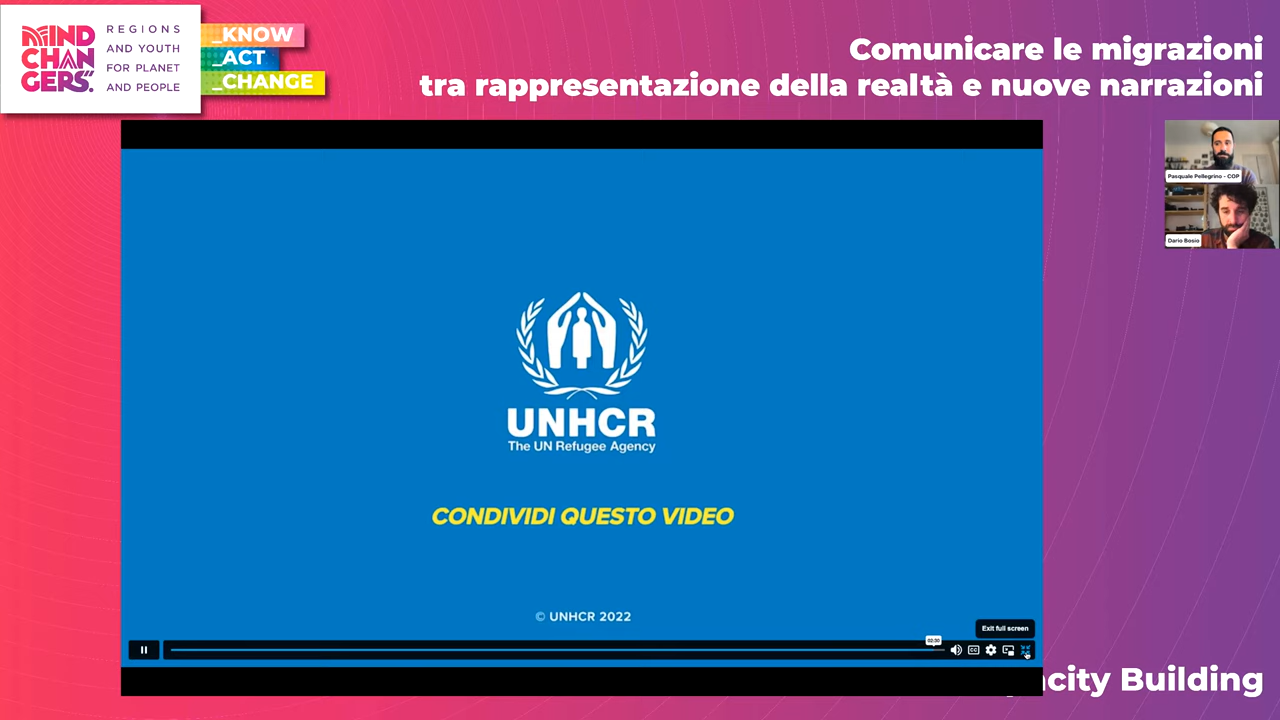 MIND
CHAN
GERS.
REGIONS
AND YOUTH
FOR PLANET
AND PEOPLE
_KNOW
_ACT
_CHANGE
Comunicare le migrazioni
tra rappresentazione della realtà e nuove narrazioni
Pasquale Pellegrino - COP
Dario Bosio
UNHCR
The UN Refugee Agency
CONDIVIDI QUESTO VIDEO
© UNHCR 2022
Exit full screen
02:30
CC
Building